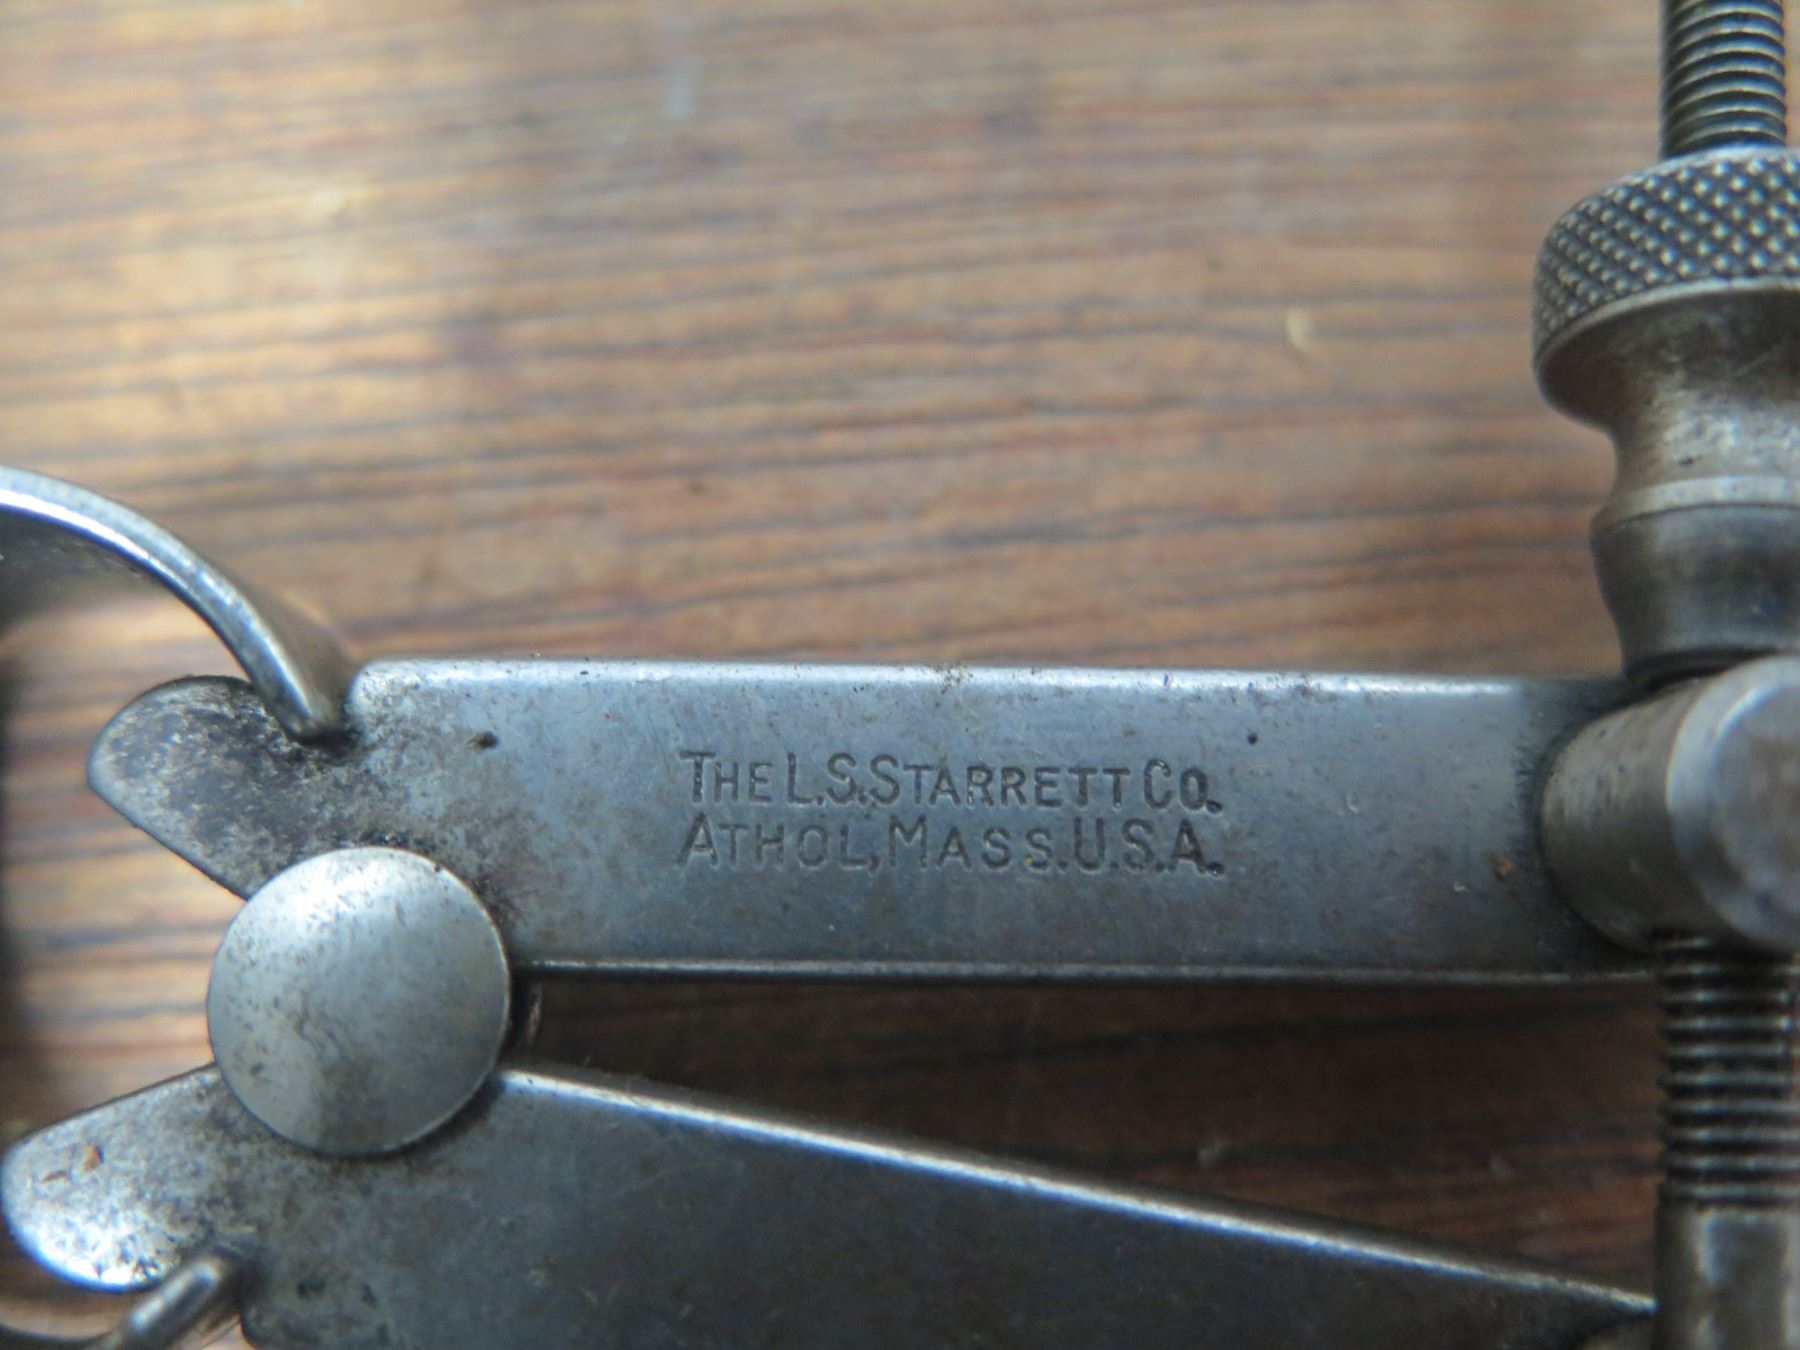 THE L.S.STARRETT CO.
ATHOL, MASS.U.S.A.